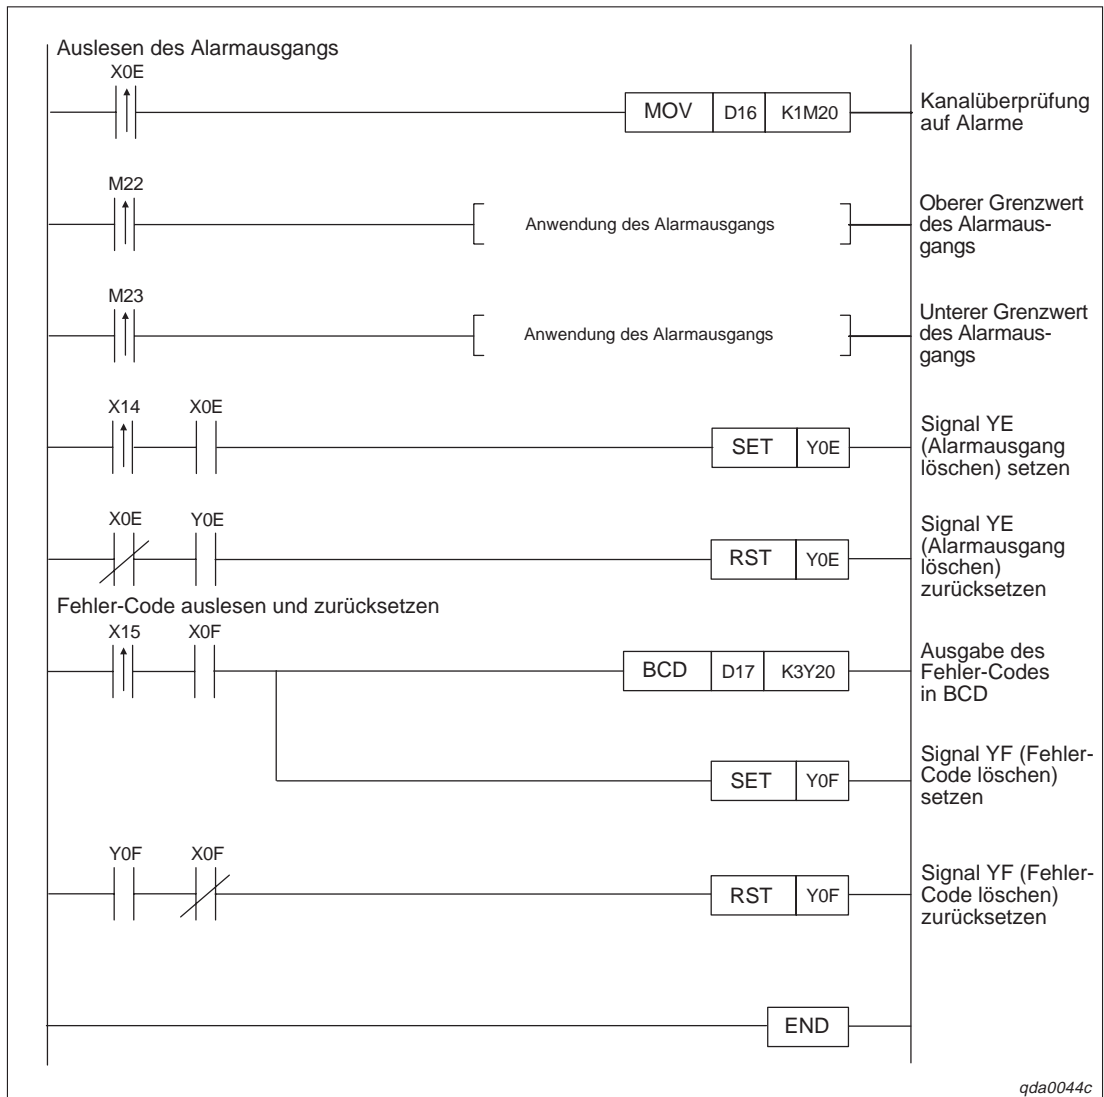 Auslesen des Alarmausgangs
X0E
MOV D16 K1M20
Kanalüberprüfung
auf Alarme
M22
Anwendung des Alarmausgangs
Oberer Grenzwert
des Alarmaus-
gangs
M23
Anwendung des Alarmausgangs
Unterer Grenzwert
des Alarmaus-
gangs
X14 X0E
SET Y0E
Signal YE
(Alarmausgang
löschen) setzen
X0E Y0E
RST Y0E
Signal YE
(Alarmausgang
löschen)
zurücksetzen
Fehler-Code auslesen und zurücksetzen
X15 X0F
BCD D17 K3Y20
Ausgabe des
Fehler-Codes
in BCD
SET Y0F
Signal YF (Fehler-
Code löschen)
setzen
Y0F X0F
RST Y0F
Signal YF (Fehler-
Code löschen)
zurücksetzen
END
qda0044c